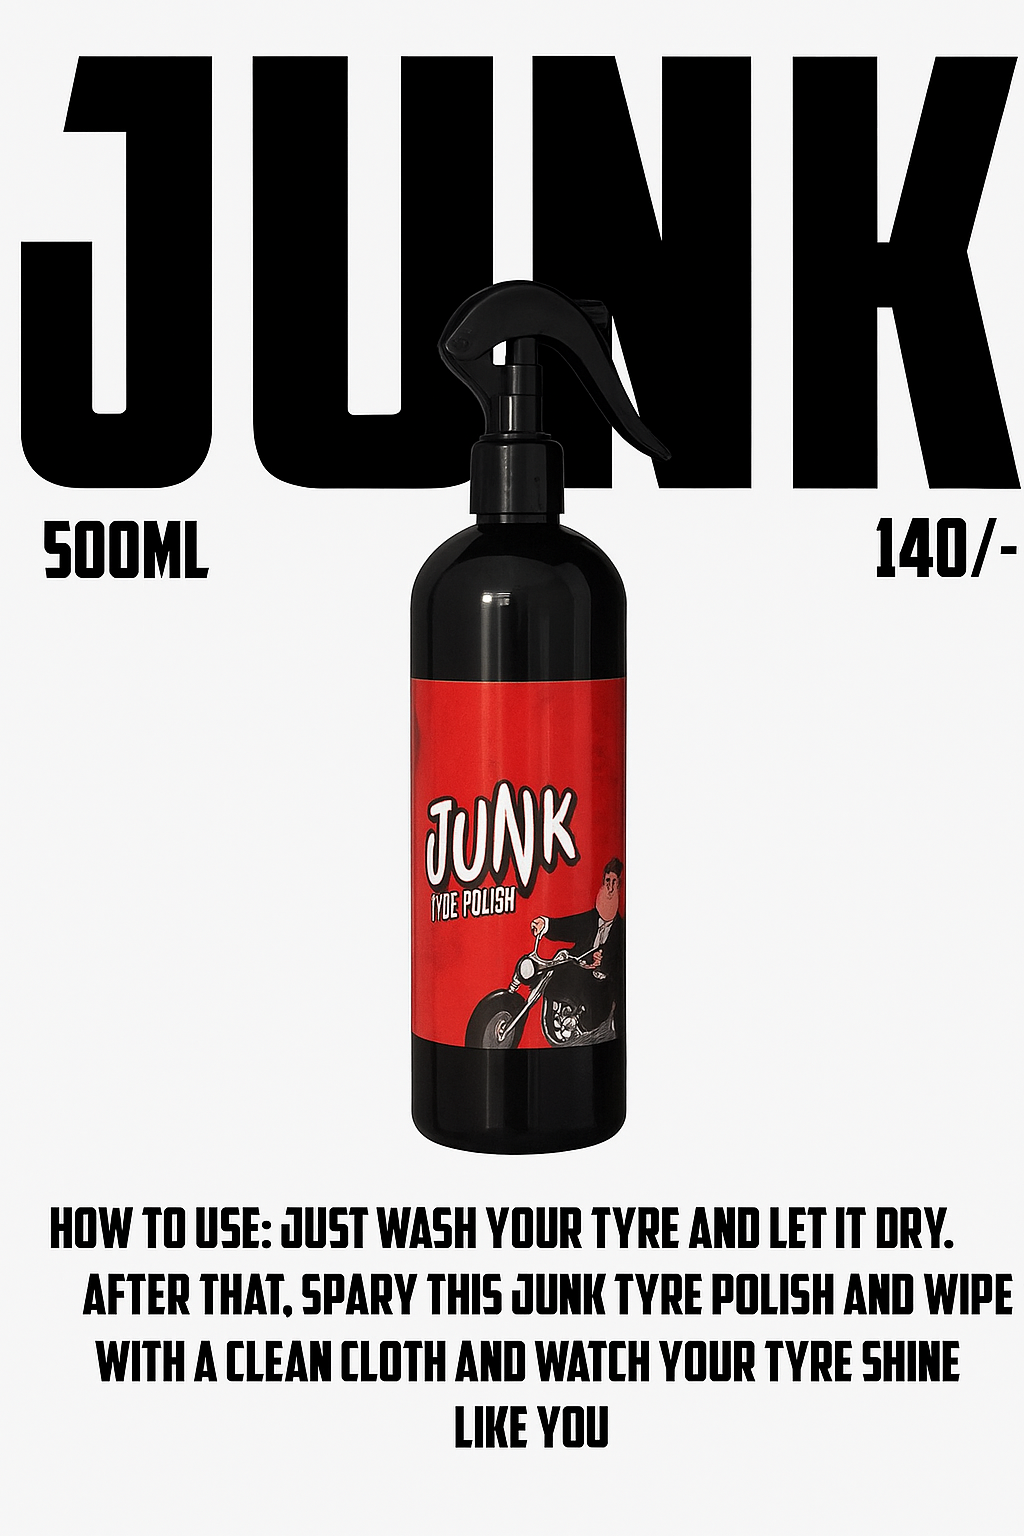 JUNK
500ML
140/-
JUNK
TYDE POLISH
HOW TO USE: JUST WASH YOUR TYRE AND LET IT DRY.
AFTER THAT, SPARY THIS JUNK TYRE POLISH AND WIPE
WITH A CLEAN CLOTH AND WATCH YOUR TYRE SHINE
LIKE YOU